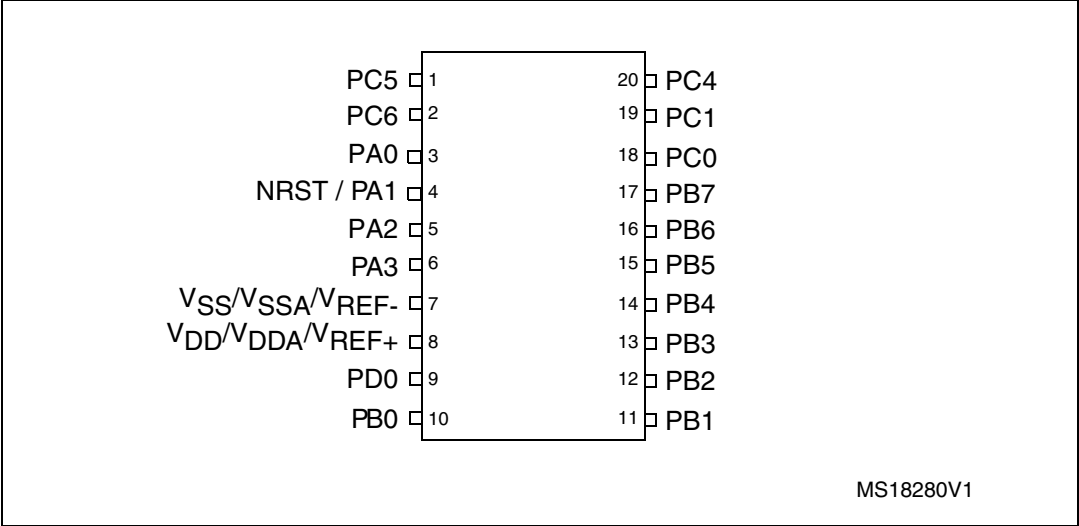 PC5 1 20 PC4
PC6 2 19 PC1
PA0 3 18 PC0
NRST / PA1 4 17 PB7
PA2 5 16 PB6
PA3 6 15 PB5
VSS/VSSA/VREF- 7 14 PB4
VDD/VDDA/VREF+ 8 13 PB3
PD0 9 12 PB2
PB0 10 11 PB1
MS18280V1